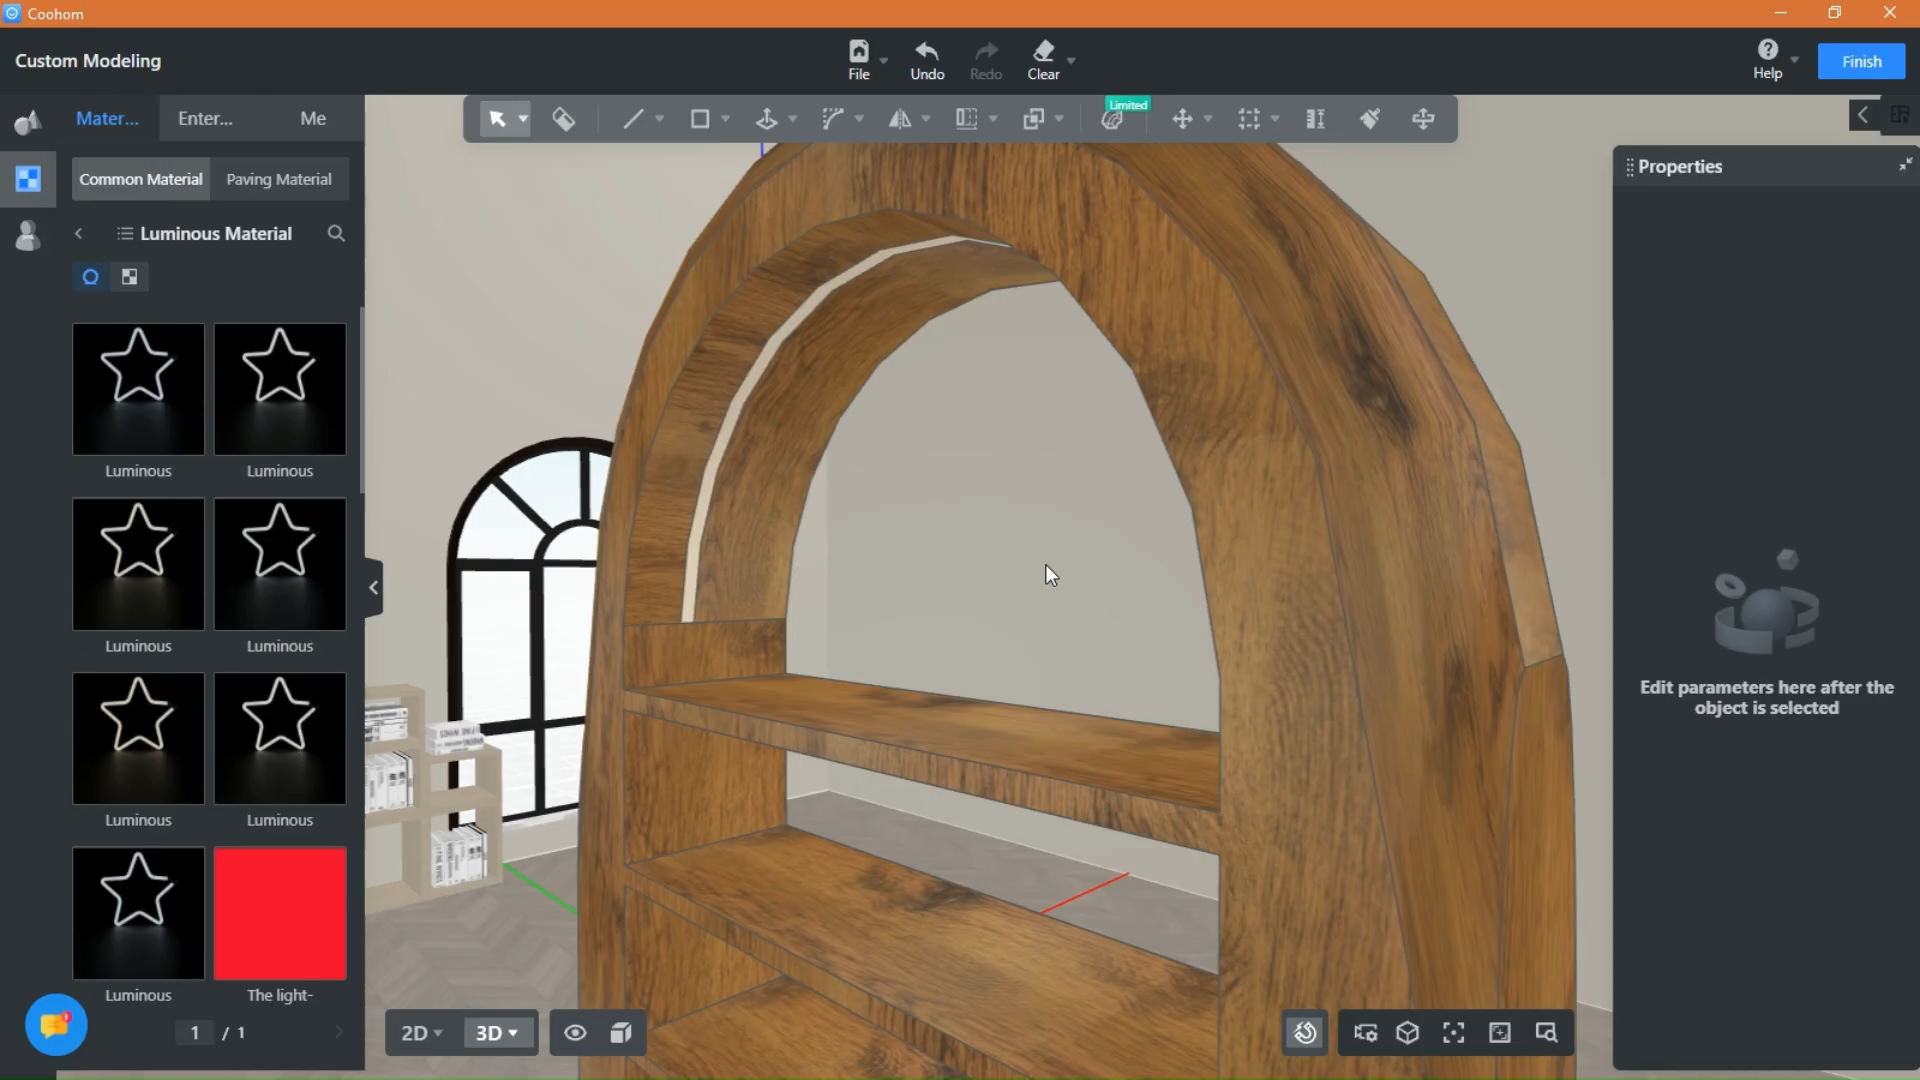 Coohom
Custom Modeling
File
Undo
Redo
Clear
Help
Finish
Mater...
Enter...
Me
Limited
Common Material
Paving Material
Properties
Luminous Material
Luminous
Luminous
Luminous
Luminous
Edit parameters here after the
object is selected
Luminous
Luminous
Luminous
The light-
1 / 1
2D
3D